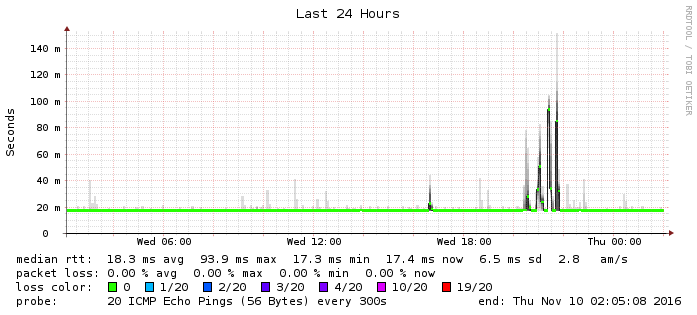 Last 24 Hours
RRDTOOL / TOBI OETIKER
Seconds
140 m
120 m
100 m
80 m
60 m
40 m
20 m
0
Wed 06:00 Wed 12:00 Wed 18:00 Thu 00:00
median rtt: 18.3 ms avg 93.9 ms max 17.3 ms min 17.4 ms now 6.5 ms sd 2.8 am/s
packet loss: 0.00 % avg 0.00 % max 0.00 % min 0.00 % now
loss color: 0 1/20 2/20 3/20 4/20 10/20 19/20
probe: 20 ICMP Echo Pings (56 Bytes) every 300s end: Thu Nov 10 02:05:08 2016